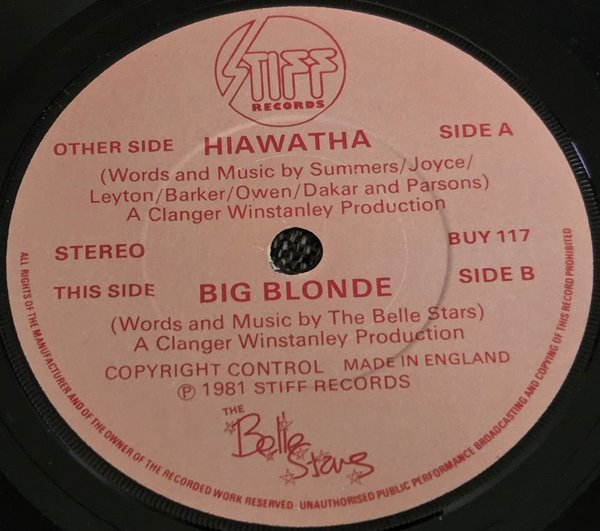 STIFF
RECORDS
OTHER SIDE HIAWATHA SIDE A
(Words and Music by Summers/Joyce/
Leyton/Barker/Owen/Dakar and Parsons)
A Clanger Winstanley Production
STEREO BUY 117
THIS SIDE BIG BLONDE SIDE B
(Words and Music by The Belle Stars)
A Clanger Winstanley Production
COPYRIGHT CONTROL MADE IN ENGLAND
℗ 1981 STIFF RECORDS
THE
Belle
Stars
ALL RIGHTS OF THE MANUFACTURER AND OF THE OWNER OF THE RECORDED WORK RESERVED UNAUTHORISED PUBLIC PERFORMANCE BROADCASTING AND COPYING OF THIS RECORD PROHIBITED